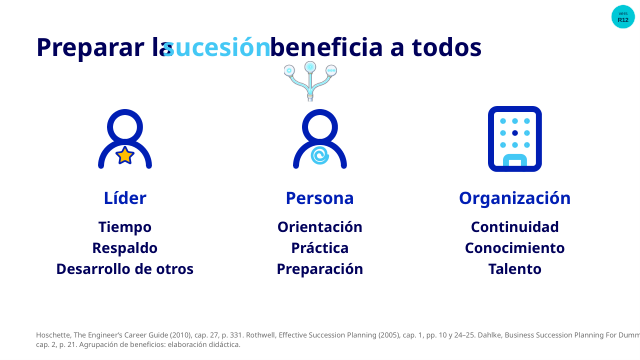 R12
Preparar la sucesión beneficia a todos
Líder
Tiempo
Respaldo
Desarrollo de otros
Persona
Orientación
Práctica
Preparación
Organización
Continuidad
Conocimiento
Talento
Hoschette, The Engineer's Career Guide (2010), cap. 27, p. 331. Rothwell, Effective Succession Planning (2005), cap. 1, pp. 10 y 24–25. Dahlke, Business Succession Planning For Dumm
cap. 2, p. 21. Agrupación de beneficios: elaboración didáctica.